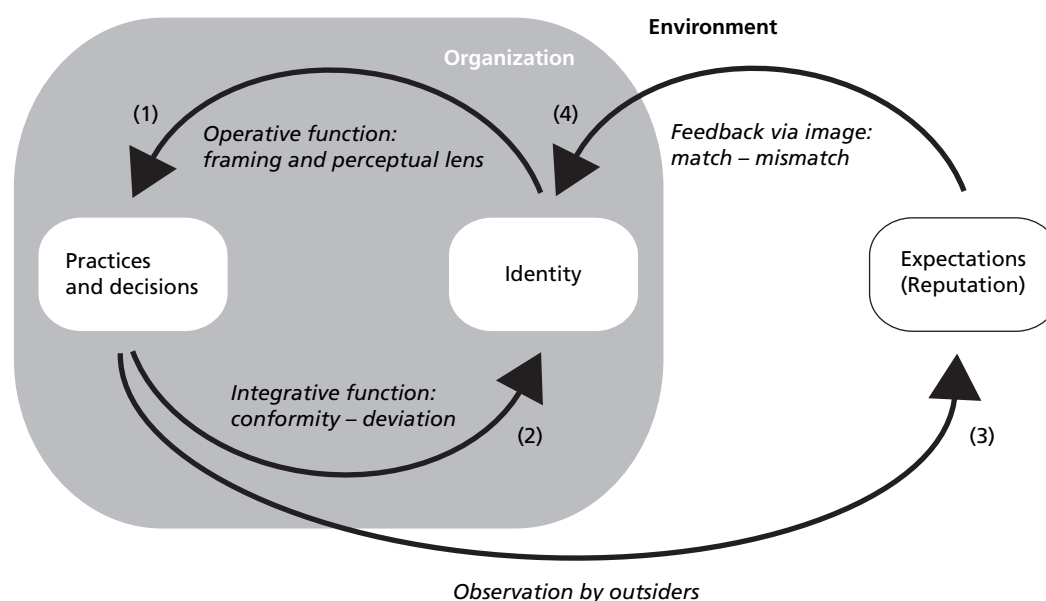 Environment
Organization
(1)
Operative function:
framing and perceptual lens
(4)
Feedback via image:
match – mismatch
Practices
and decisions
Identity
Expectations
(Reputation)
Integrative function:
conformity – deviation
(2)
(3)
Observation by outsiders